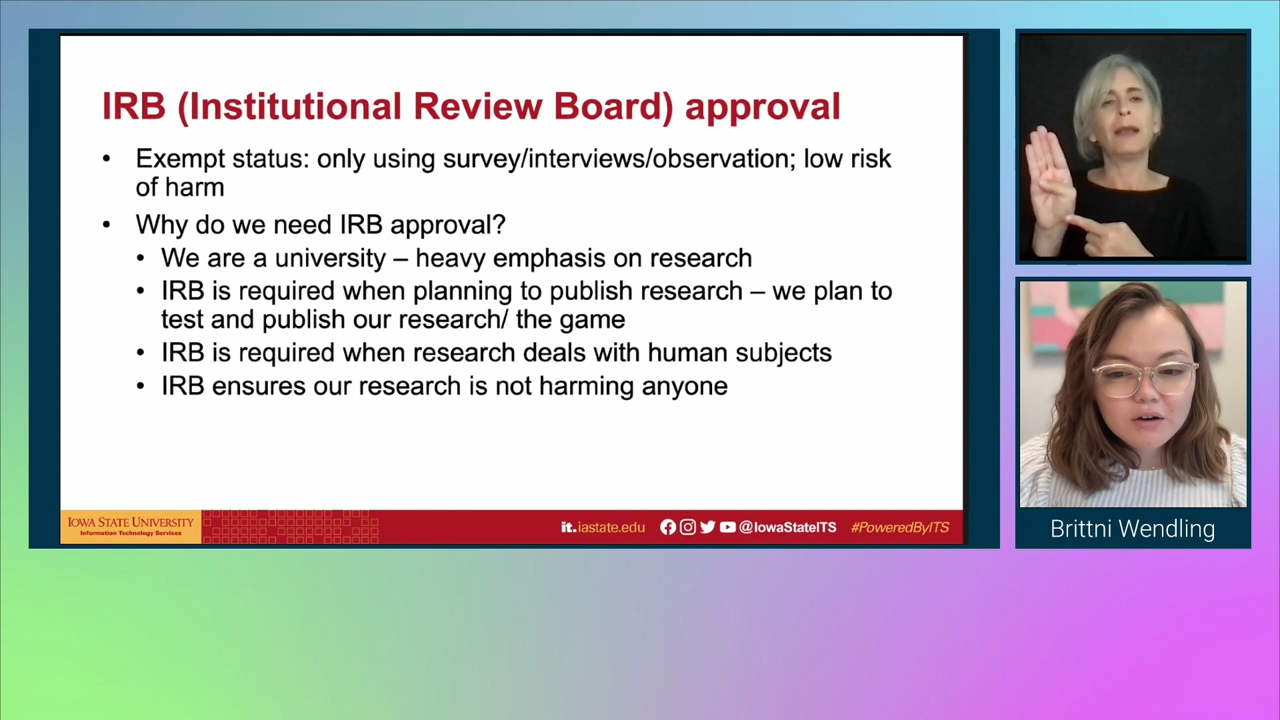 IRB (Institutional Review Board) approval
• Exempt status: only using survey/interviews/observation; low risk
of harm
• Why do we need IRB approval?
• We are a university – heavy emphasis on research
• IRB is required when planning to publish research – we plan to
test and publish our research/ the game
• IRB is required when research deals with human subjects
• IRB ensures our research is not harming anyone
IOWA STATE UNIVERSITY
Information Technology Services
it.iastate.edu
@IowaStateITS
#PoweredByITS
Brittni Wendling